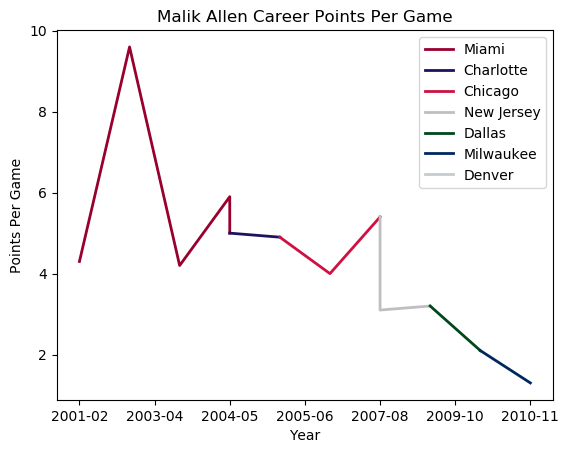 Malik Allen Career Points Per Game
10
8
6
4
2
Points Per Game
Miami
Charlotte
Chicago
New Jersey
Dallas
Milwaukee
Denver
2001-02 2003-04 2004-05 2005-06 2007-08 2009-10 2010-11
Year